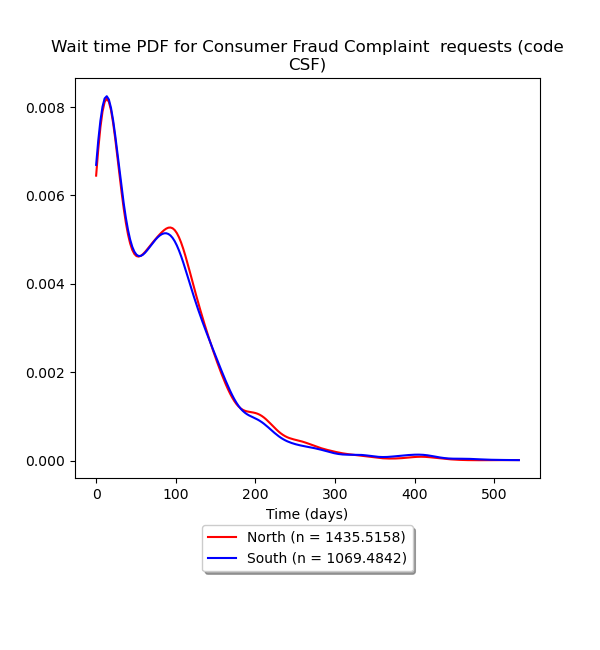 Wait time PDF for Consumer Fraud Complaint  requests (code
CSF)
0.008
0.006
0.004
0.002
0.000
0 100 200 300 400 500
Time (days)
North (n = 1435.5158)
South (n = 1069.4842)